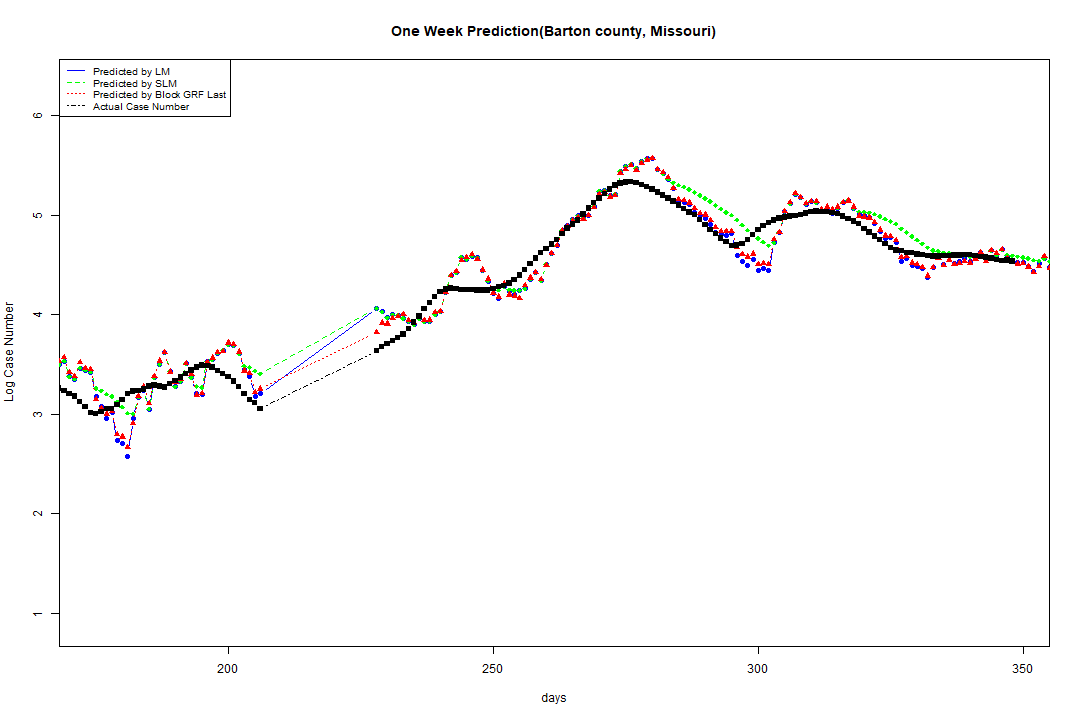 One Week Prediction(Barton county, Missouri)
Predicted by LM
Predicted by SLM
Predicted by Block GRF Last
Actual Case Number
6
5
4
3
2
1
Log Case Number
200 250 300 350
days